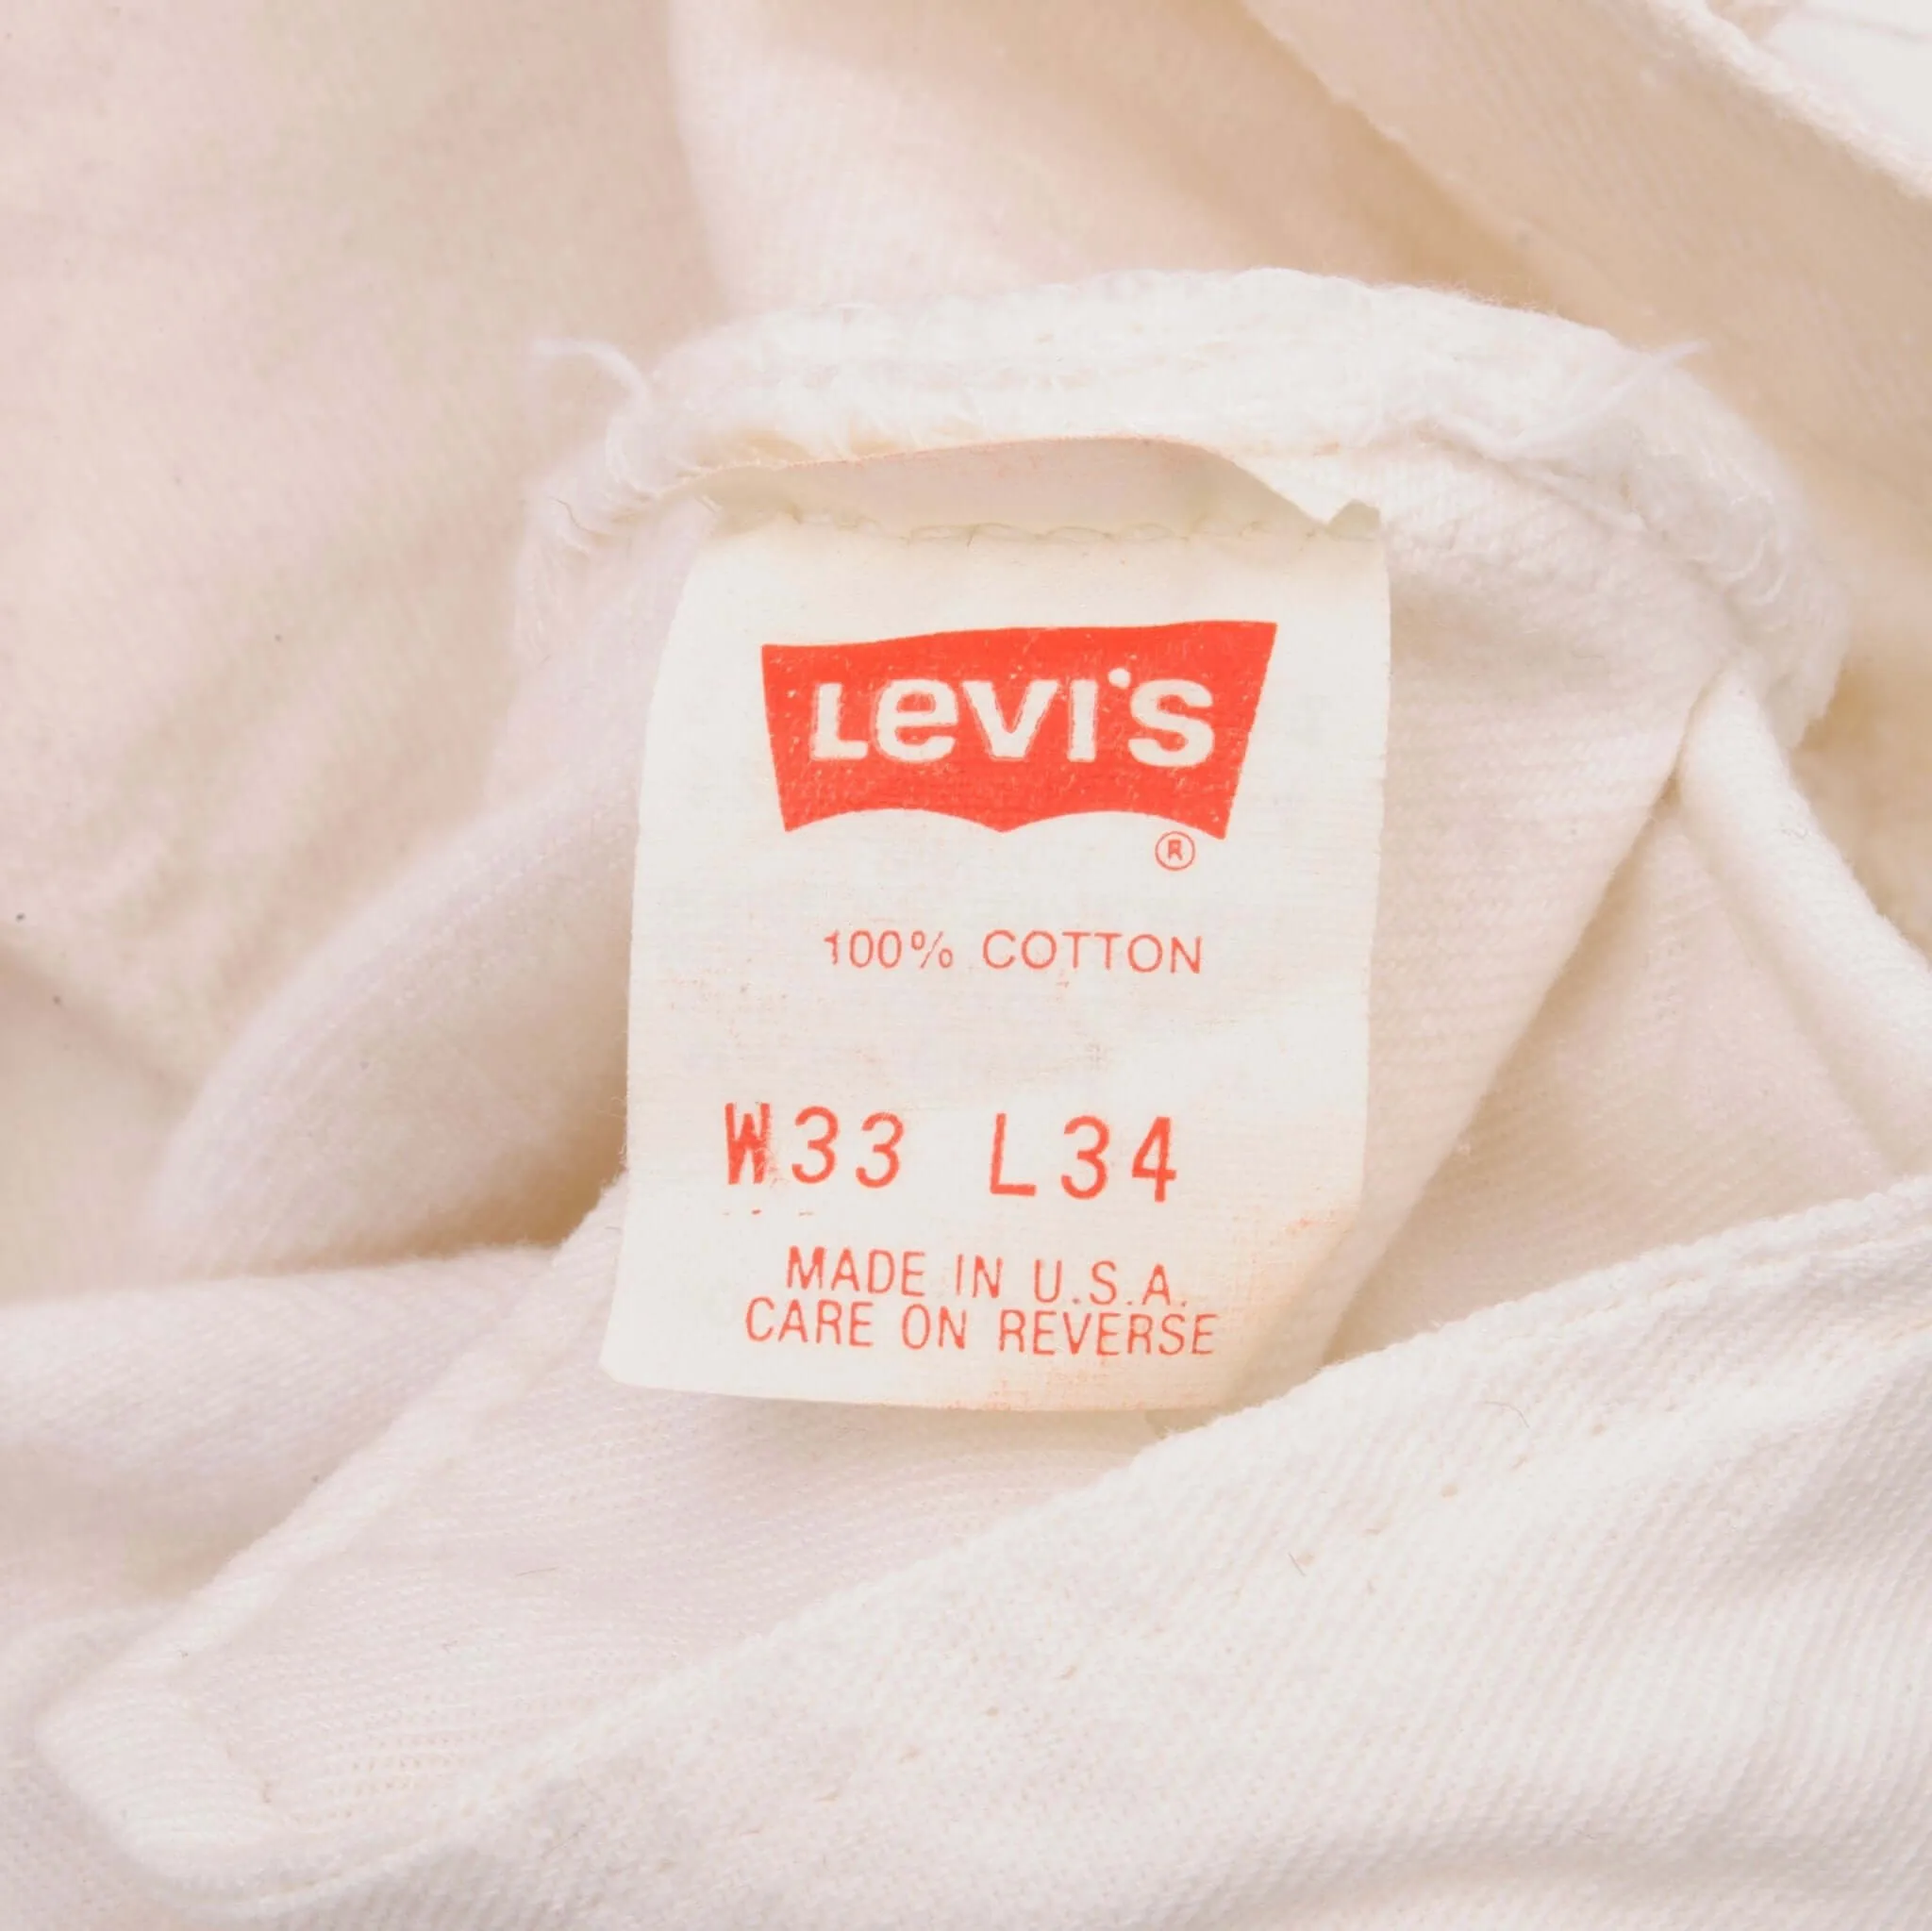 Levi's
®
100% COTTON
W33 L34
MADE IN U.S.A.
CARE ON REVERSE